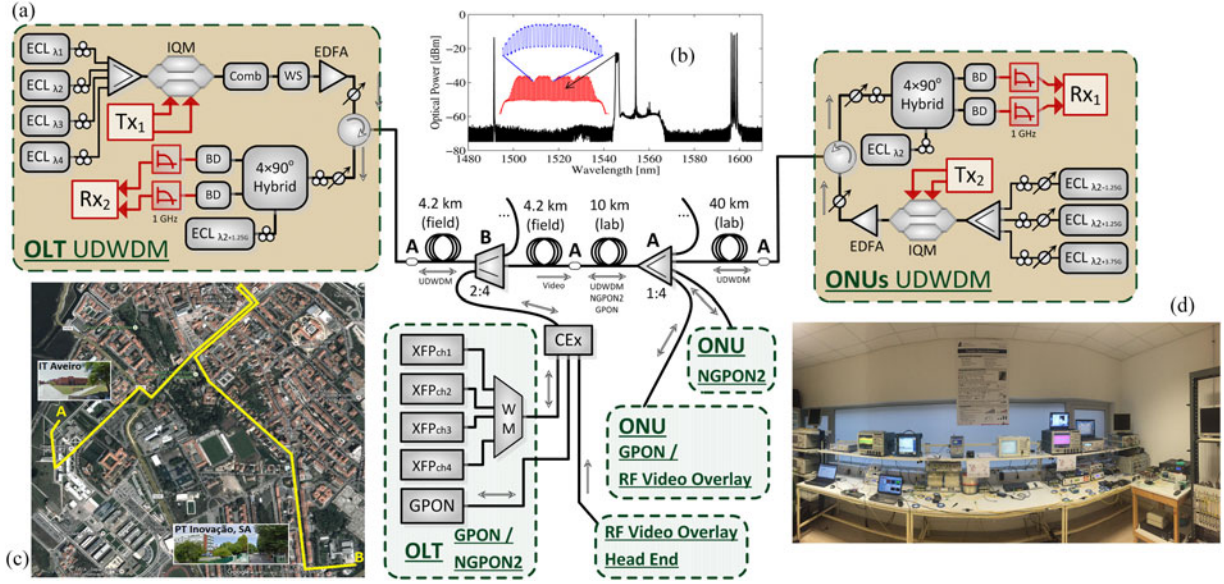 (a)
ECL λ1
ECL λ2
ECL λ3
ECL λ4
IQM
Comb
WS
EDFA
Tx1
Rx2
BD
BD
1 GHz
4×90°
Hybrid
ECL λ2+1.25G
OLT UDWDM
(b)
Optical Power [dBm]
0
−20
−40
−60
−80
1480 1500 1520 1540 1560 1580 1600
Wavelength [nm]
4×90°
Hybrid
BD
BD
1 GHz
Rx1
ECL λ2
Tx2
EDFA
IQM
ECL λ2+1.25G
ECL λ2+2.5G
ECL λ2+3.75G
ONUs UDWDM
4.2 km
(field)
4.2 km
(field)
10 km
(lab)
40 km
(lab)
...
...
A
B
A
A
A
UDWDM
2:4
Video
UDWDM
NGPON2
GPON
1:4
UDWDM
CEx
XFPch1
XFPch2
XFPch3
XFPch4
W
M
GPON
OLT GPON /
NGPON2
ONU
NGPON2
ONU
GPON /
RF Video Overlay
RF Video Overlay
Head End
(c)
IT Aveiro
A
PT Inovação, SA
B
(d)